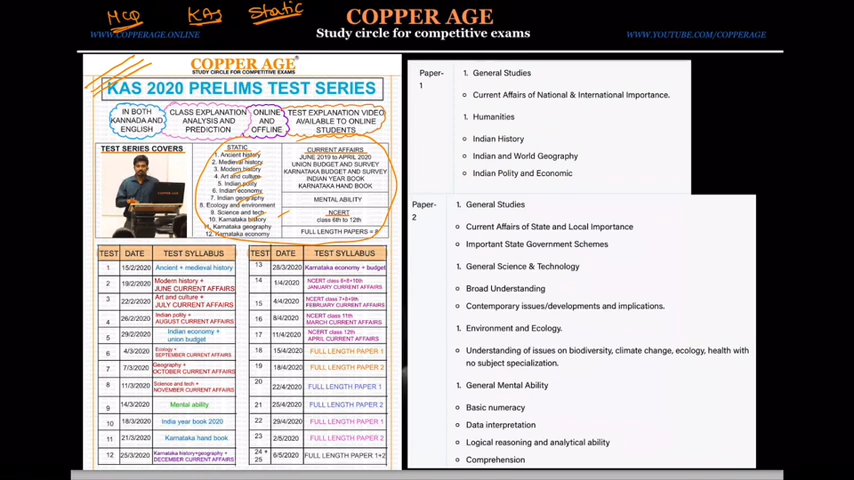 MCQ KAS Static
COPPER AGE
Study circle for competitive exams
WWW.COPPERAGE.ONLINE
WWW.YOUTUBE.COM/COPPERAGE
COPPER AGE
STUDY CIRCLE FOR COMPETITIVE EXAMS
KAS 2020 PRELIMS TEST SERIES
IN BOTH KANNADA AND ENGLISH
CLASS EXPLANATION ANALYSIS AND PREDICTION
ONLINE AND OFFLINE
TEST EXPLANATION VIDEO AVAILABLE TO ONLINE STUDENTS
TEST SERIES COVERS
STATIC
1. Ancient history
2. Medieval history
3. Modern history
4. Art and culture
5. Indian polity
6. Indian economy
7. Indian geography
8. Ecology and environment
9. Science and tech
10. Karnataka history
11. Karnataka geography
12. Karnataka economy
CURRENT AFFAIRS
JUNE 2019 to APRIL 2020
UNION BUDGET AND SURVEY
KARNATAKA BUDGET AND SURVEY
INDIAN YEAR BOOK
KARNATAKA HAND BOOK
MENTAL ABILITY
NCERT
class 6th to 12th
FULL LENGTH PAPERS = 8
TEST DATE TEST SYLLABUS
1 15/2/2020 Ancient + medieval history
2 19/2/2020 Modern history + JUNE CURRENT AFFAIRS
3 22/2/2020 Art and culture + JULY CURRENT AFFAIRS
4 26/2/2020 Indian polity + AUGUST CURRENT AFFAIRS
5 29/2/2020 Indian economy + union budget
6 4/3/2020 Ecology + SEPTEMBER CURRENT AFFAIRS
7 7/3/2020 Geography + OCTOBER CURRENT AFFAIRS
8 11/3/2020 Science and tech + NOVEMBER CURRENT AFFAIRS
9 14/3/2020 Mental ability
10 18/3/2020 India year book 2020
11 21/3/2020 Karnataka hand book
12 25/3/2020 Karnataka history+geography + DECEMBER CURRENT AFFAIRS
TEST DATE TEST SYLLABUS
13 28/3/2020 Karnataka economy + budget
14 1/4/2020 NCERT class 6+8+10th JANUARY CURRENT AFFAIRS
15 4/4/2020 NCERT class 7+8+9th FEBRUARY CURRENT AFFAIRS
16 8/4/2020 NCERT class 11th MARCH CURRENT AFFAIRS
17 11/4/2020 NCERT class 12th APRIL CURRENT AFFAIRS
18 15/4/2020 FULL LENGTH PAPER 1
19 18/4/2020 FULL LENGTH PAPER 2
20 22/4/2020 FULL LENGTH PAPER 1
21 25/4/2020 FULL LENGTH PAPER 2
22 29/4/2020 FULL LENGTH PAPER 1
23 2/5/2020 FULL LENGTH PAPER 2
24 + 25 6/5/2020 FULL LENGTH PAPER 1+2
Paper-1
1. General Studies
Current Affairs of National & International Importance.
1. Humanities
Indian History
Indian and World Geography
Indian Polity and Economic
Paper-2
1. General Studies
Current Affairs of State and Local Importance
Important State Government Schemes
1. General Science & Technology
Broad Understanding
Contemporary issues/developments and implications.
1. Environment and Ecology.
Understanding of issues on biodiversity, climate change, ecology, health with
no subject specialization.
1. General Mental Ability
Basic numeracy
Data interpretation
Logical reasoning and analytical ability
Comprehension